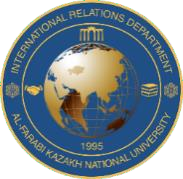 INTERNATIONAL RELATIONS DEPARTMENT
1995
AL-FARABI KAZAKH NATIONAL UNIVERSITY